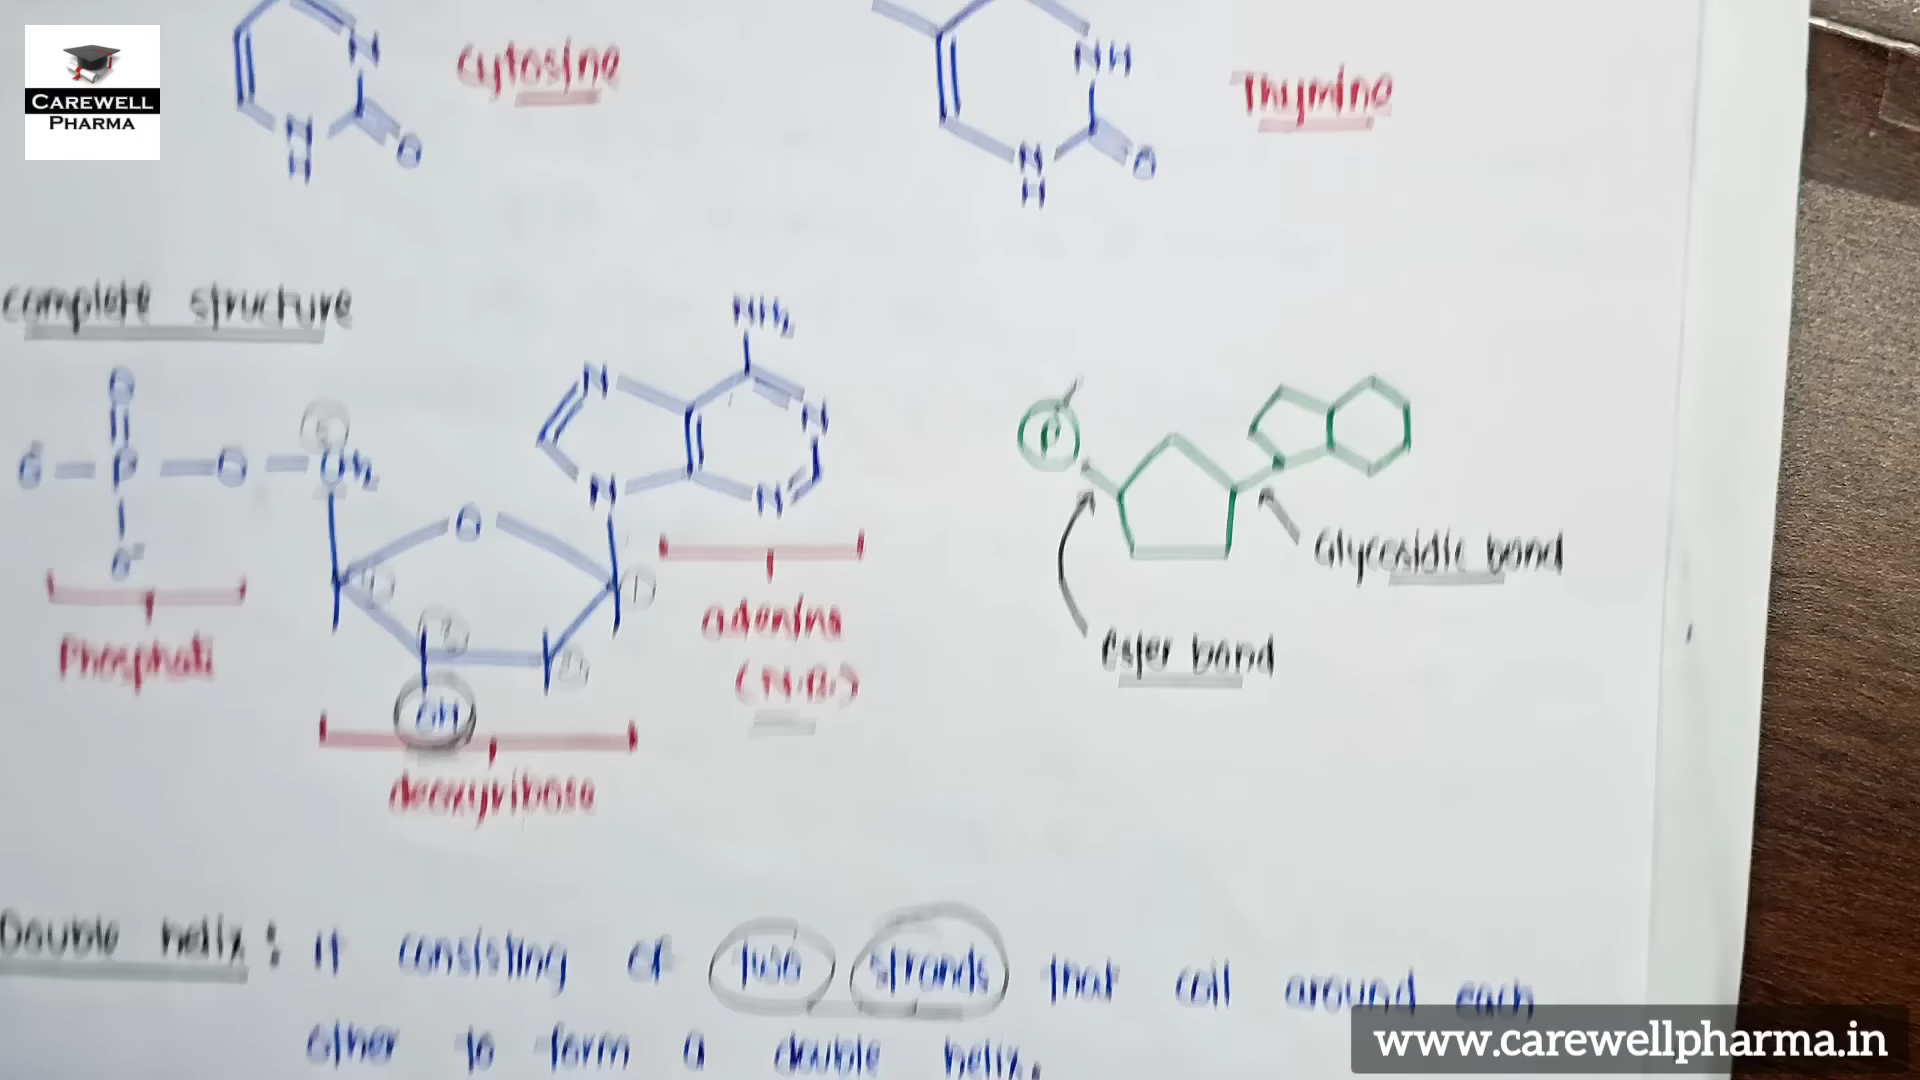 CAREWELL
PHARMA
Cytosine
Thymine
N
N
H
O
NH
N
H
O
complete structure
NH2
N
N
N
N
O
P
O
O
OH
1
Phosphate
deoxyribose
adenine
(N.B.)
P
Glycosidic bond
Ester bond
Double helix: it consisting of two strands that coil around each
other to form a double helix.
www.carewellpharma.in